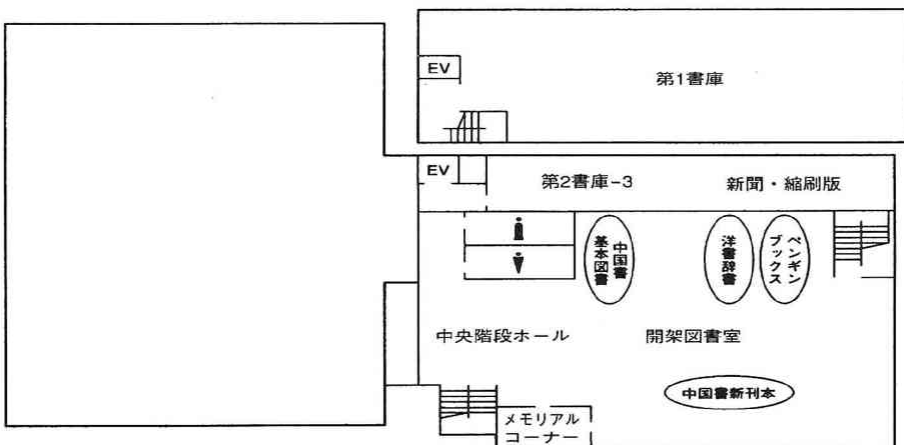 EV
第1書庫
EV
第2書庫-3
新聞・縮刷版
中国書
基本図書
洋書辞書
ペンギン
ブックス
中央階段ホール
開架図書室
中国書新刊本
メモリアル
コーナー